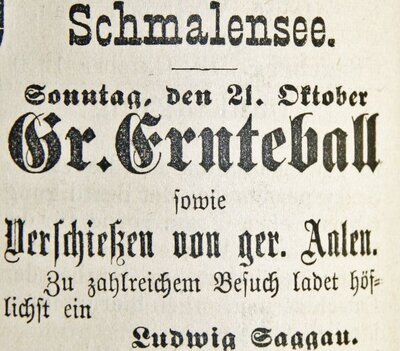 Schmalensee.
Sonntag, den 21. Oktober
Gr. Ernteball
sowie
Verschießen von ger. Aalen.
Zu zahlreichem Besuch ladet höf-
lichst ein
Ludwig Saggau.